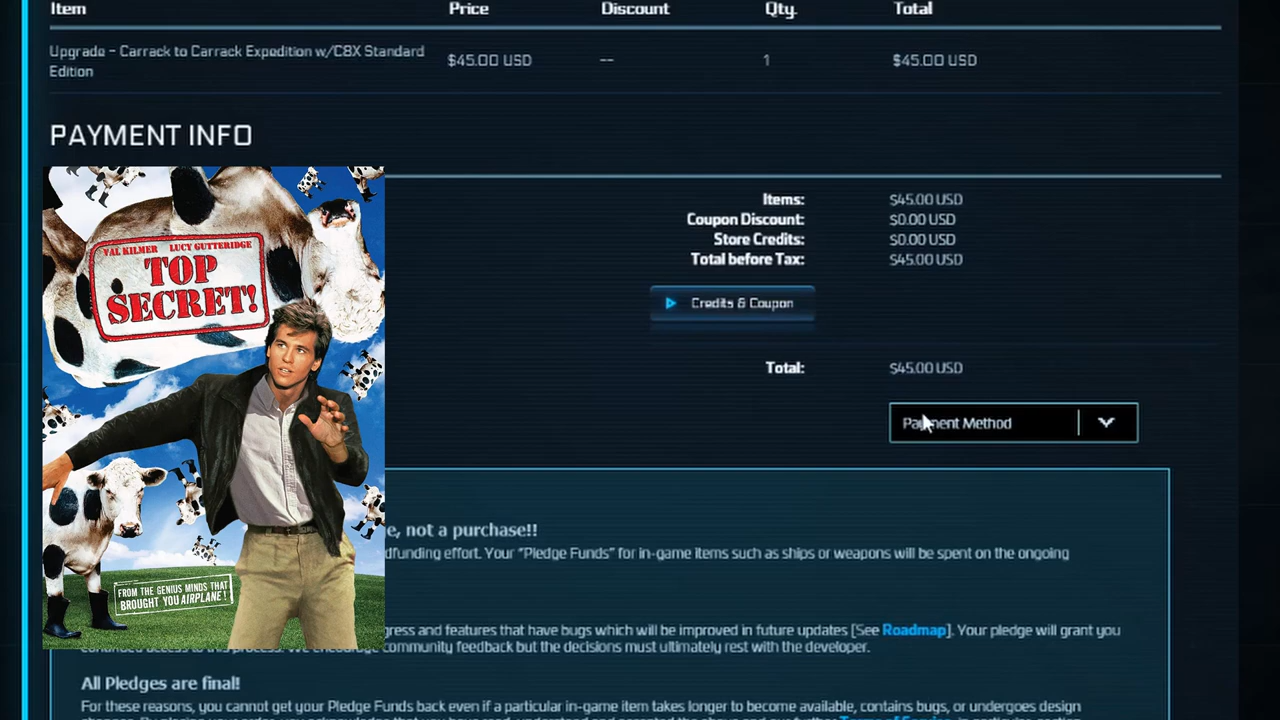 Item Price Discount Qty. Total
Upgrade - Carrack to Carrack Expedition w/C8X Standard
Edition
$45.00 USD -- 1 $45.00 USD
PAYMENT INFO
VAL KILMER LUCY GUTTERIDGE
TOP
SECRET!
FROM THE GENIUS MINDS THAT
BROUGHT YOU AIRPLANE!
Items: $45.00 USD
Coupon Discount: $0.00 USD
Store Credits: $0.00 USD
Total before Tax: $45.00 USD
Credits & Coupon
Total: $45.00 USD
Payment Method
not a purchase!!
effort. Your "Pledge Funds" for in-game items such as ships or weapons will be spent on the ongoing
and features that have bugs which will be improved in future updates [See Roadmap]. Your pledge will grant you
community feedback but the decisions must ultimately rest with the developer.
All Pledges are final!
For these reasons, you cannot get your Pledge Funds back even if a particular in-game item takes longer to become available, contains bugs, or undergoes design